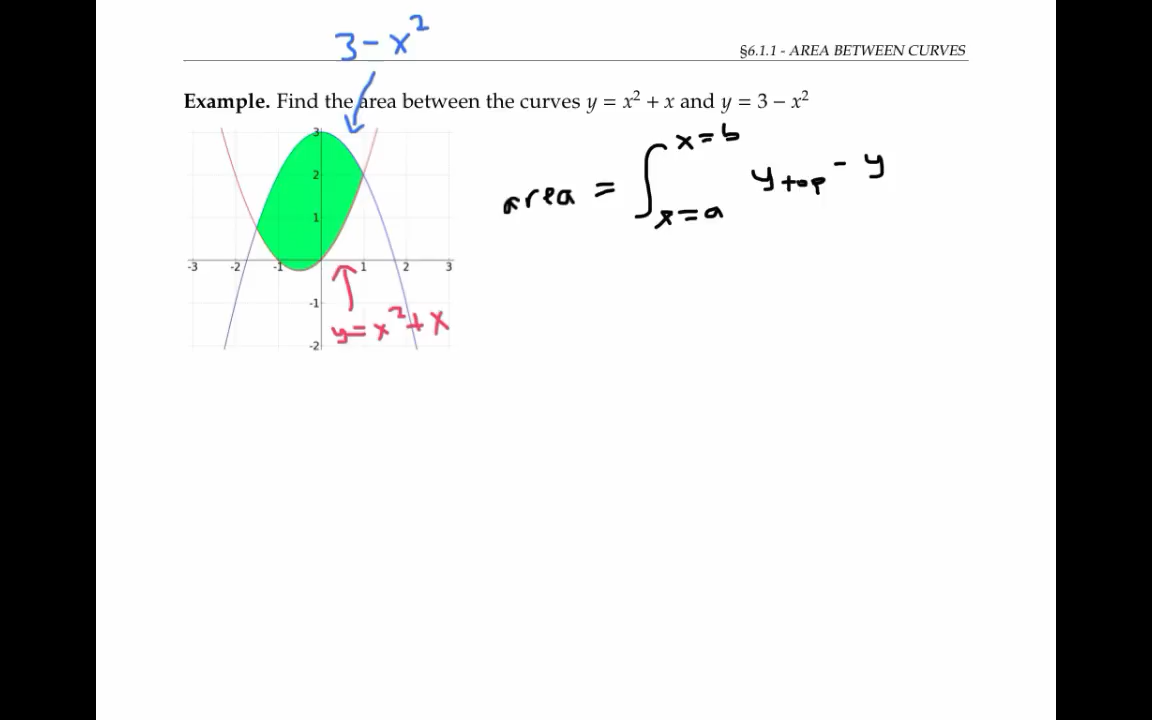 3 - x²
§6.1.1 - AREA BETWEEN CURVES
Example. Find the area between the curves y = x² + x and y = 3 − x²
area = ∫ x=a x=b y top - y
3
2
1
-3 -2 -1 1 2 3
-1
y = x² + x
-2